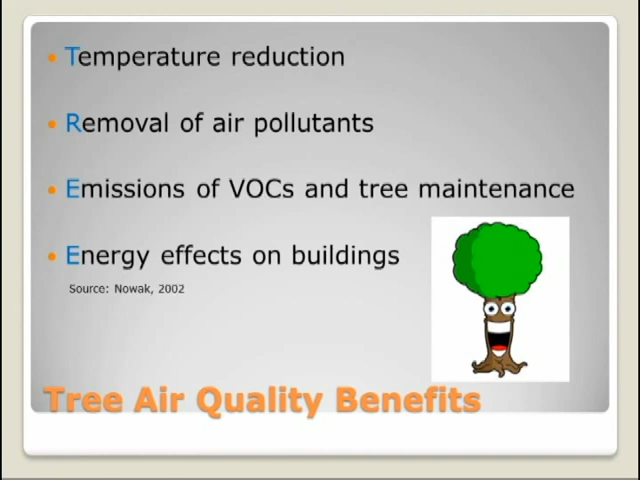 Temperature reduction
Removal of air pollutants
Emissions of VOCs and tree maintenance
Energy effects on buildings
Source: Nowak, 2002
Tree Air Quality Benefits